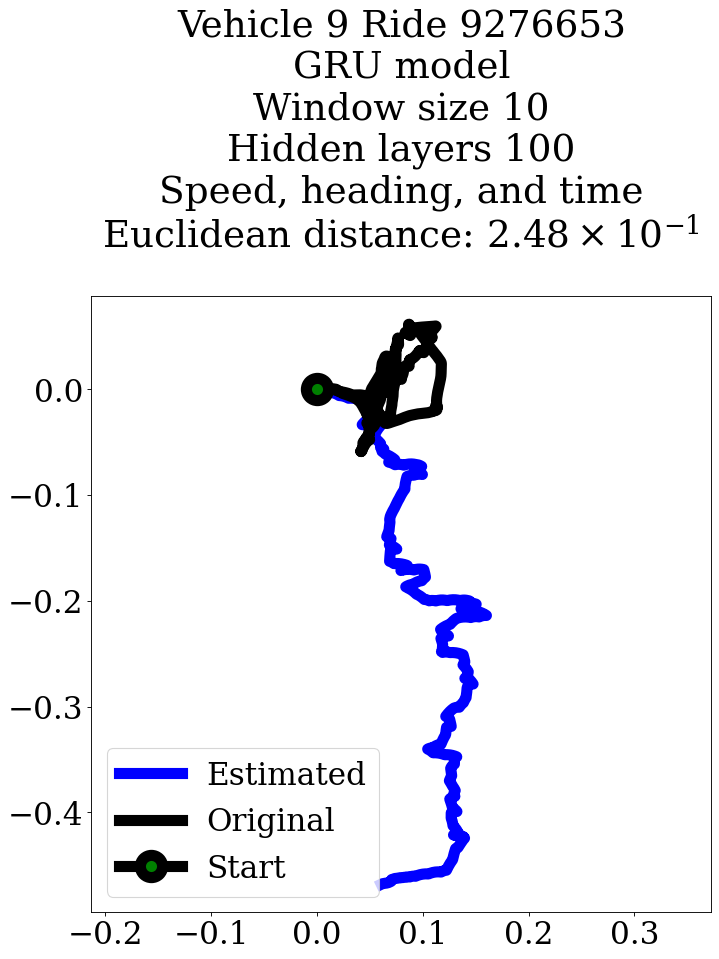 Vehicle 9 Ride 9276653
GRU model
Window size 10
Hidden layers 100
Speed, heading, and time
Euclidean distance: 2.48 × 10⁻¹
0.0
−0.1
−0.2
−0.3
−0.4
Estimated
Original
Start
−0.2 −0.1 0.0 0.1 0.2 0.3